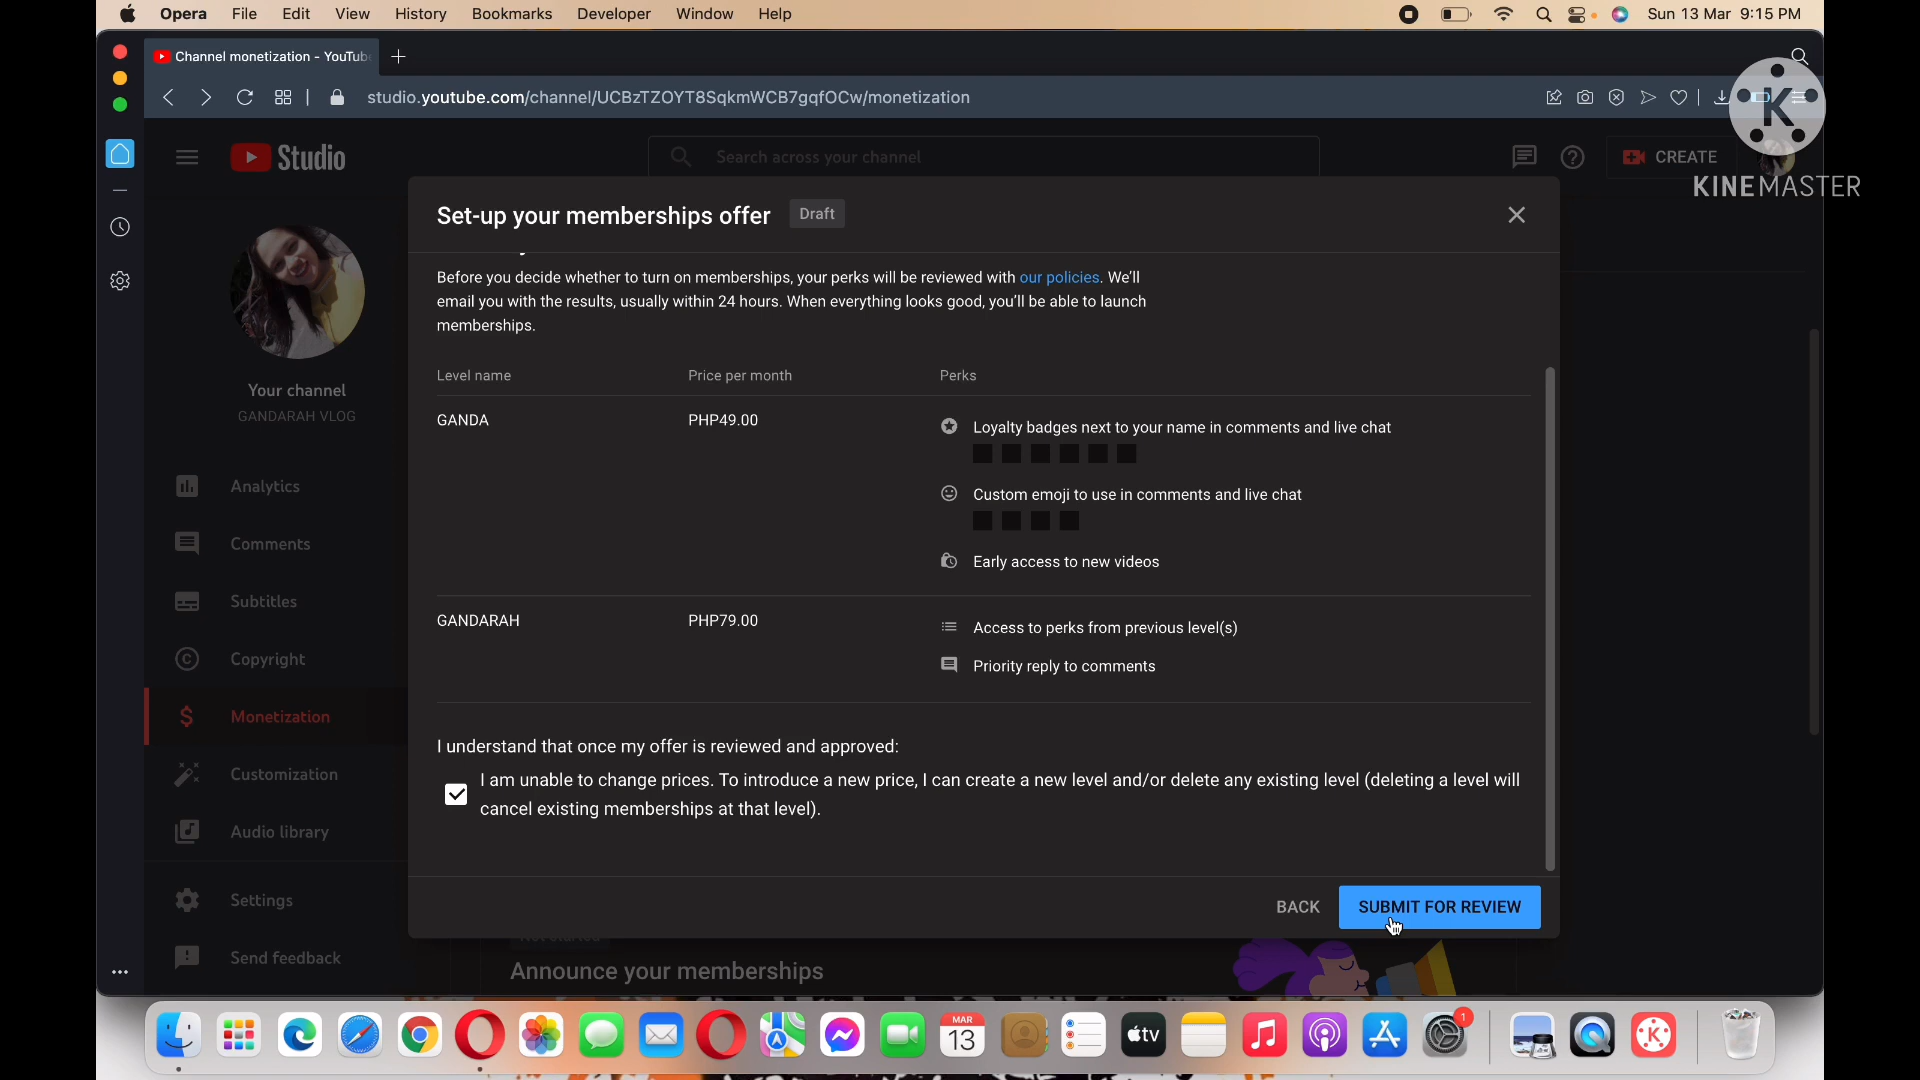 Opera File Edit View History Bookmarks Developer Window Help
Sun 13 Mar 9:15 PM
Channel monetization - YouTube
studio.youtube.com/channel/UCBzTZOYT8SqkmWCB7gqfOCw/monetization
Studio
Search across your channel
CREATE
K
KINEMASTER
Set-up your memberships offer
Draft
Before you decide whether to turn on memberships, your perks will be reviewed with our policies. We'll
email you with the results, usually within 24 hours. When everything looks good, you'll be able to launch
memberships.
Your channel
GANDARAH VLOG
Level name Price per month Perks
GANDA PHP49.00
Loyalty badges next to your name in comments and live chat
Custom emoji to use in comments and live chat
Early access to new videos
GANDARAH PHP79.00
Access to perks from previous level(s)
Priority reply to comments
Analytics
Comments
Subtitles
Copyright
Monetization
Customization
Audio library
Settings
Send feedback
I understand that once my offer is reviewed and approved:
I am unable to change prices. To introduce a new price, I can create a new level and/or delete any existing level (deleting a level will
cancel existing memberships at that level).
BACK
SUBMIT FOR REVIEW
Announce your memberships
MAR
13
tv
1
K